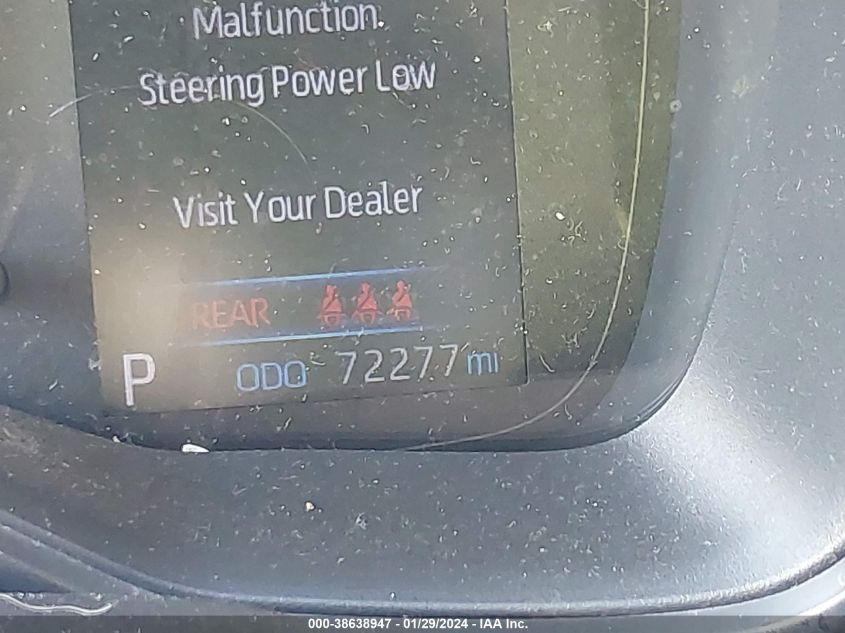 Malfunction.
Steering Power Low
Visit Your Dealer
REAR
P ODO 72277 mi
000-38638947 - 01/29/2024 - IAA Inc.